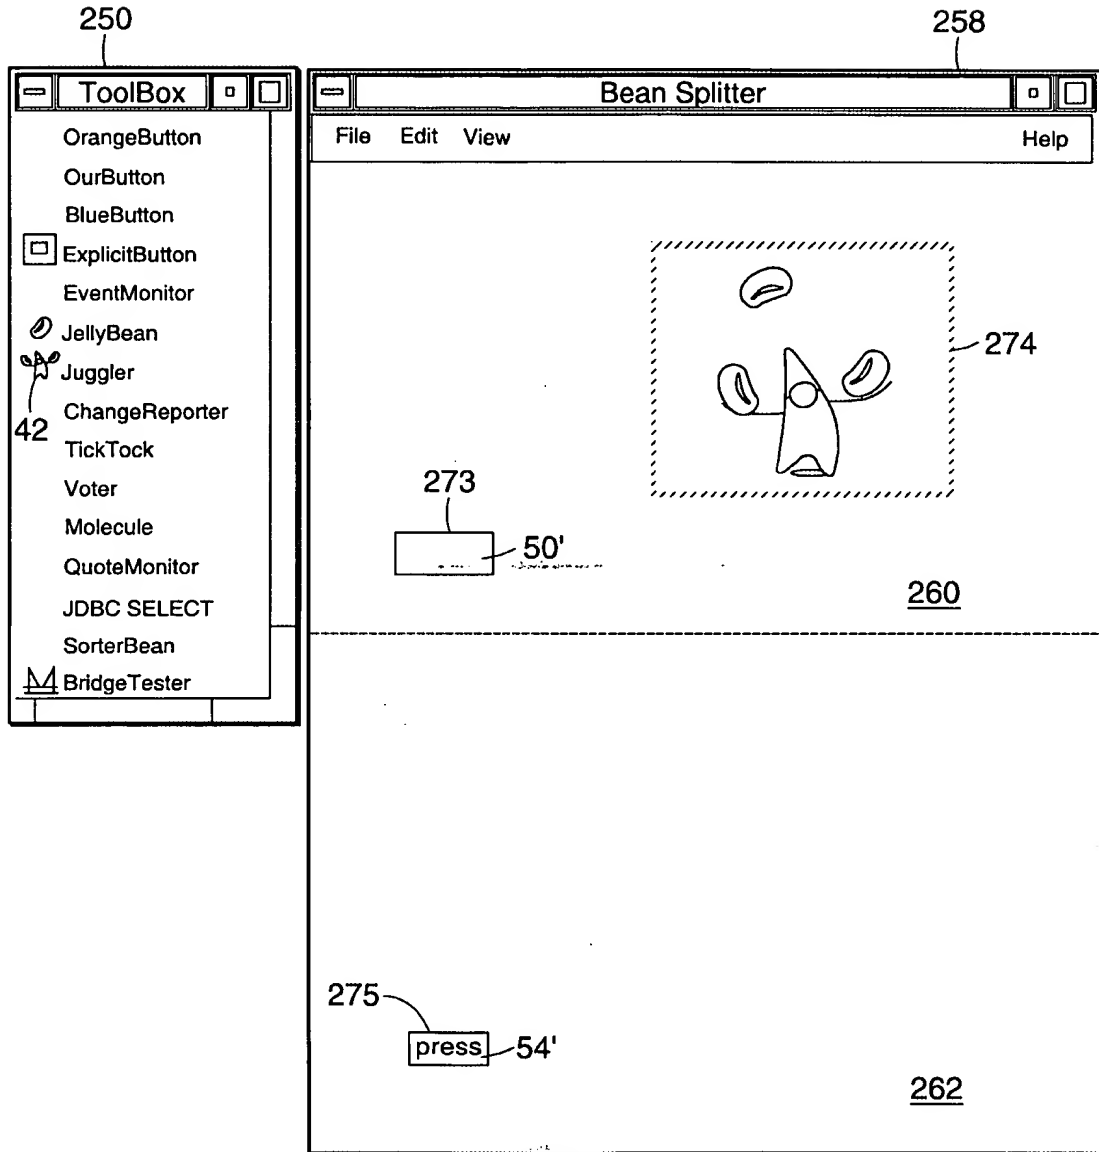 250
258
ToolBox
Bean Splitter
File Edit View Help
OrangeButton
OurButton
BlueButton
ExplicitButton
EventMonitor
JellyBean
Juggler
42
ChangeReporter
TickTock
Voter
Molecule
QuoteMonitor
JDBC SELECT
SorterBean
BridgeTester
274
273
50'
260
275
press
54'
262